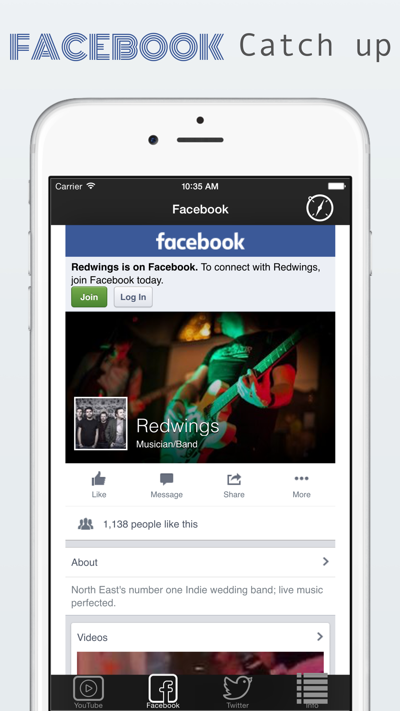 FACEBOOK Catch up
Carrier 10:35 AM
Facebook
facebook
Redwings is on Facebook. To connect with Redwings,
join Facebook today.
Join Log In
Redwings
Musician/Band
Like Message Share More
1,138 people like this
About
North East's number one Indie wedding band; live music
perfected.
Videos
YouTube Facebook Twitter Info